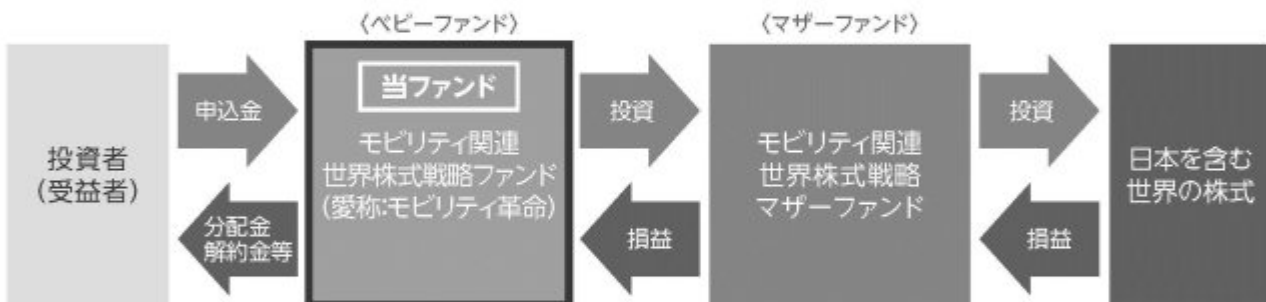 〈ベビーファンド〉
〈マザーファンド〉
投資者
(受益者)
申込金
分配金
解約金等
当ファンド
モビリティ関連
世界株式戦略ファンド
(愛称:モビリティ革命)
投資
損益
モビリティ関連
世界株式戦略
マザーファンド
投資
損益
日本を含む
世界の株式